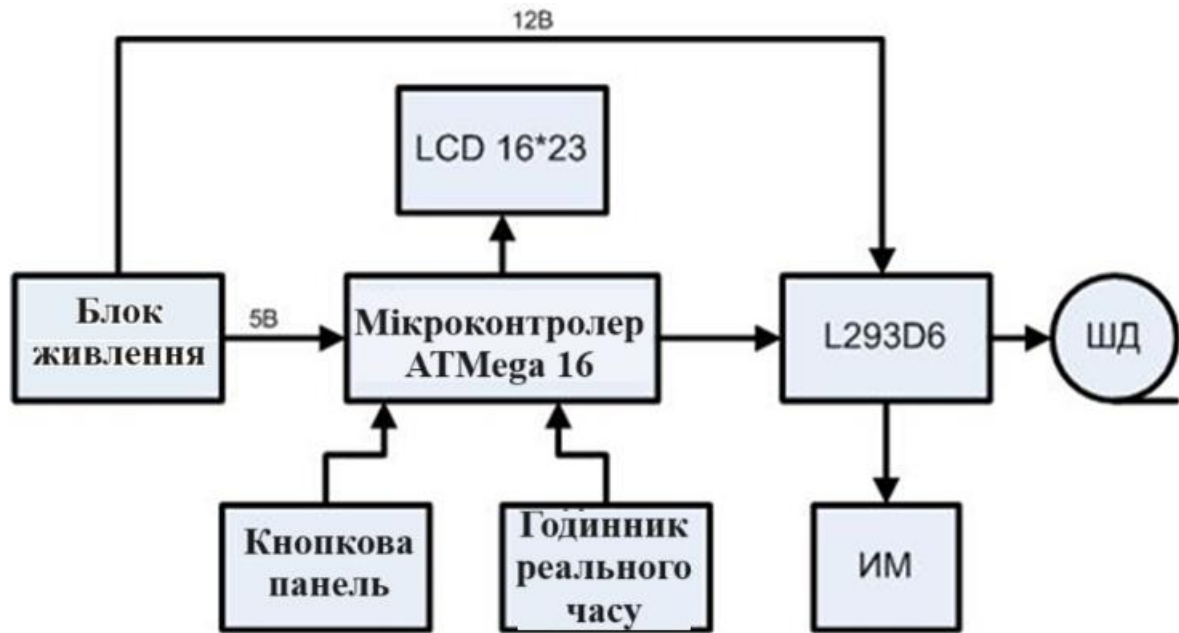 12В
LCD 16*23
Блок
живлення
5В
Мікроконтролер
ATMega 16
L293D6
ШД
Кнопкова
панель
Годинник
реального
часу
ИМ